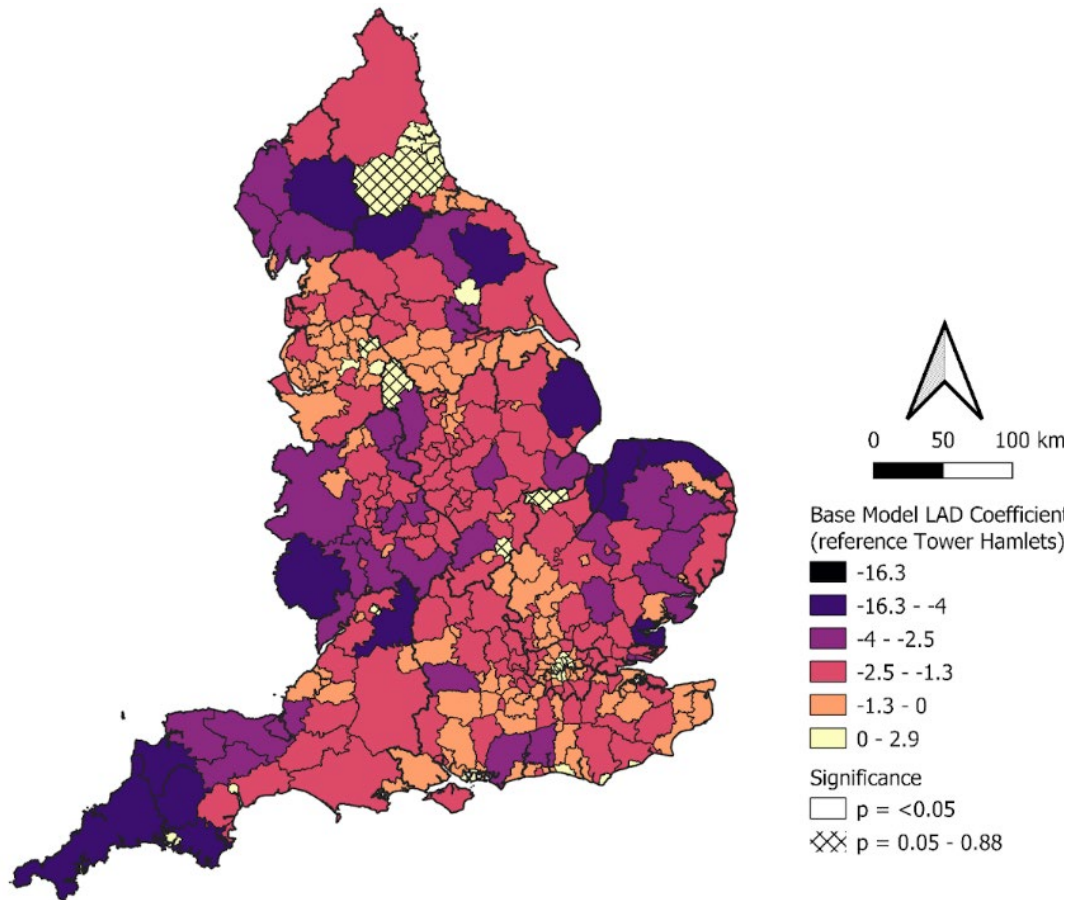 0 50 100 km
Base Model LAD Coefficient
(reference Tower Hamlets)
-16.3
-16.3 - -4
-4 - -2.5
-2.5 - -1.3
-1.3 - 0
0 - 2.9
Significance
p = <0.05
p = 0.05 - 0.88